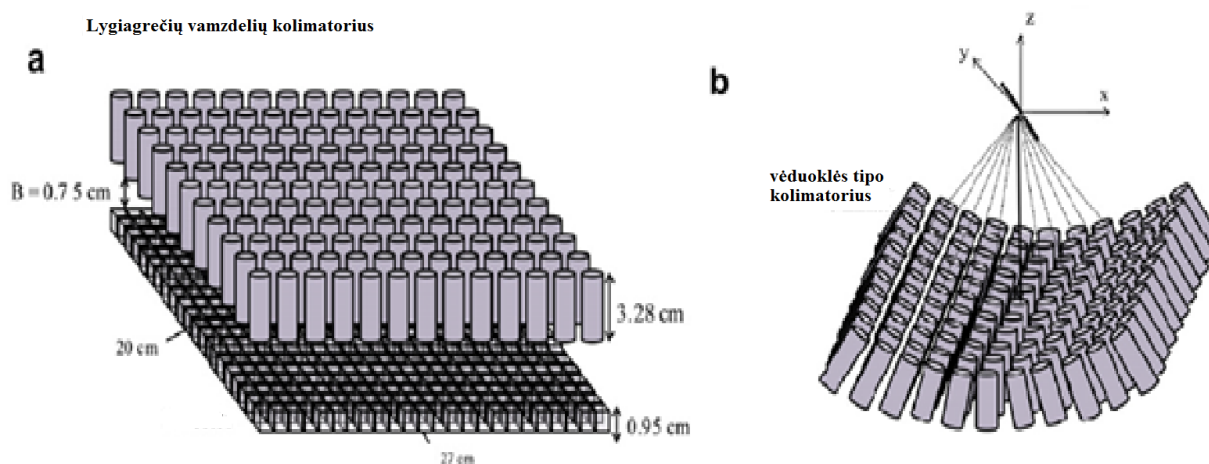 Lygiagrečių vamzdelių kolimatorius
a
B = 0.7 5 cm
3.28 cm
20 cm
0.95 cm
27 cm
b
z
y
x
vėduoklės tipo
kolimatorius